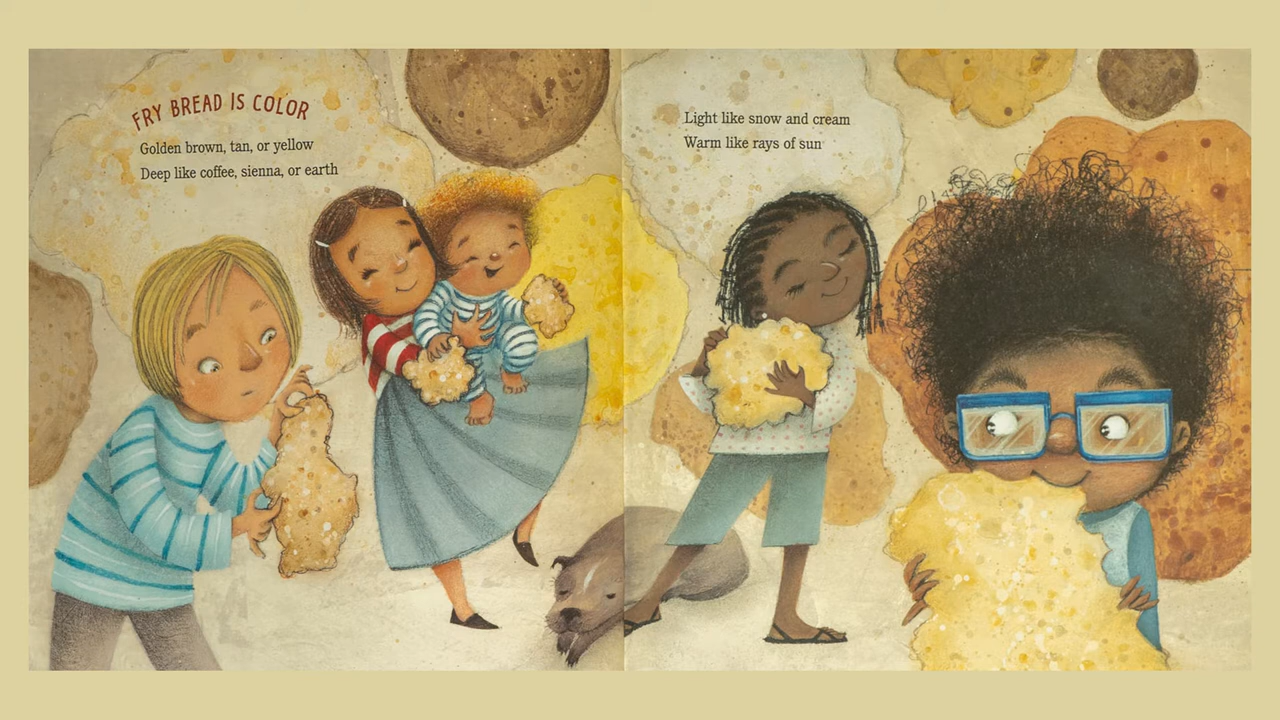 FRY BREAD IS COLOR
Golden brown, tan, or yellow
Deep like coffee, sienna, or earth
Light like snow and cream
Warm like rays of sun